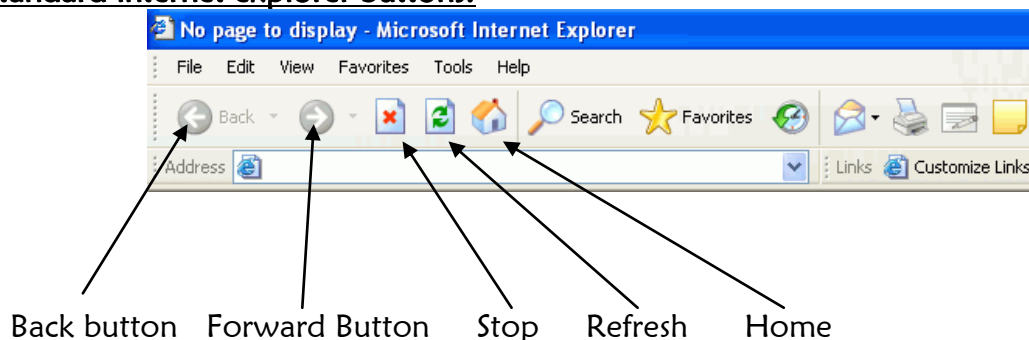 standard internet explorer buttons:
No page to display - Microsoft Internet Explorer
File Edit View Favorites Tools Help
Back Search Favorites
Address Links Customize Links
Back button Forward Button Stop Refresh Home